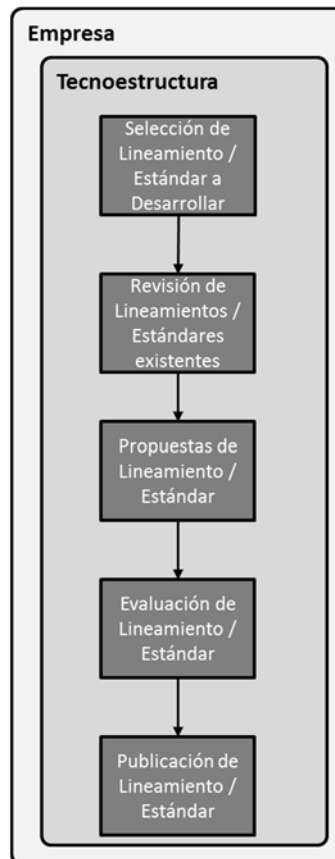 Empresa
Tecnoestructura
Selección de
Lineamiento /
Estándar a
Desarrollar
Revisión de
Lineamientos /
Estándares
existentes
Propuestas de
Lineamiento /
Estándar
Evaluación de
Lineamiento /
Estándar
Publicación de
Lineamiento /
Estándar